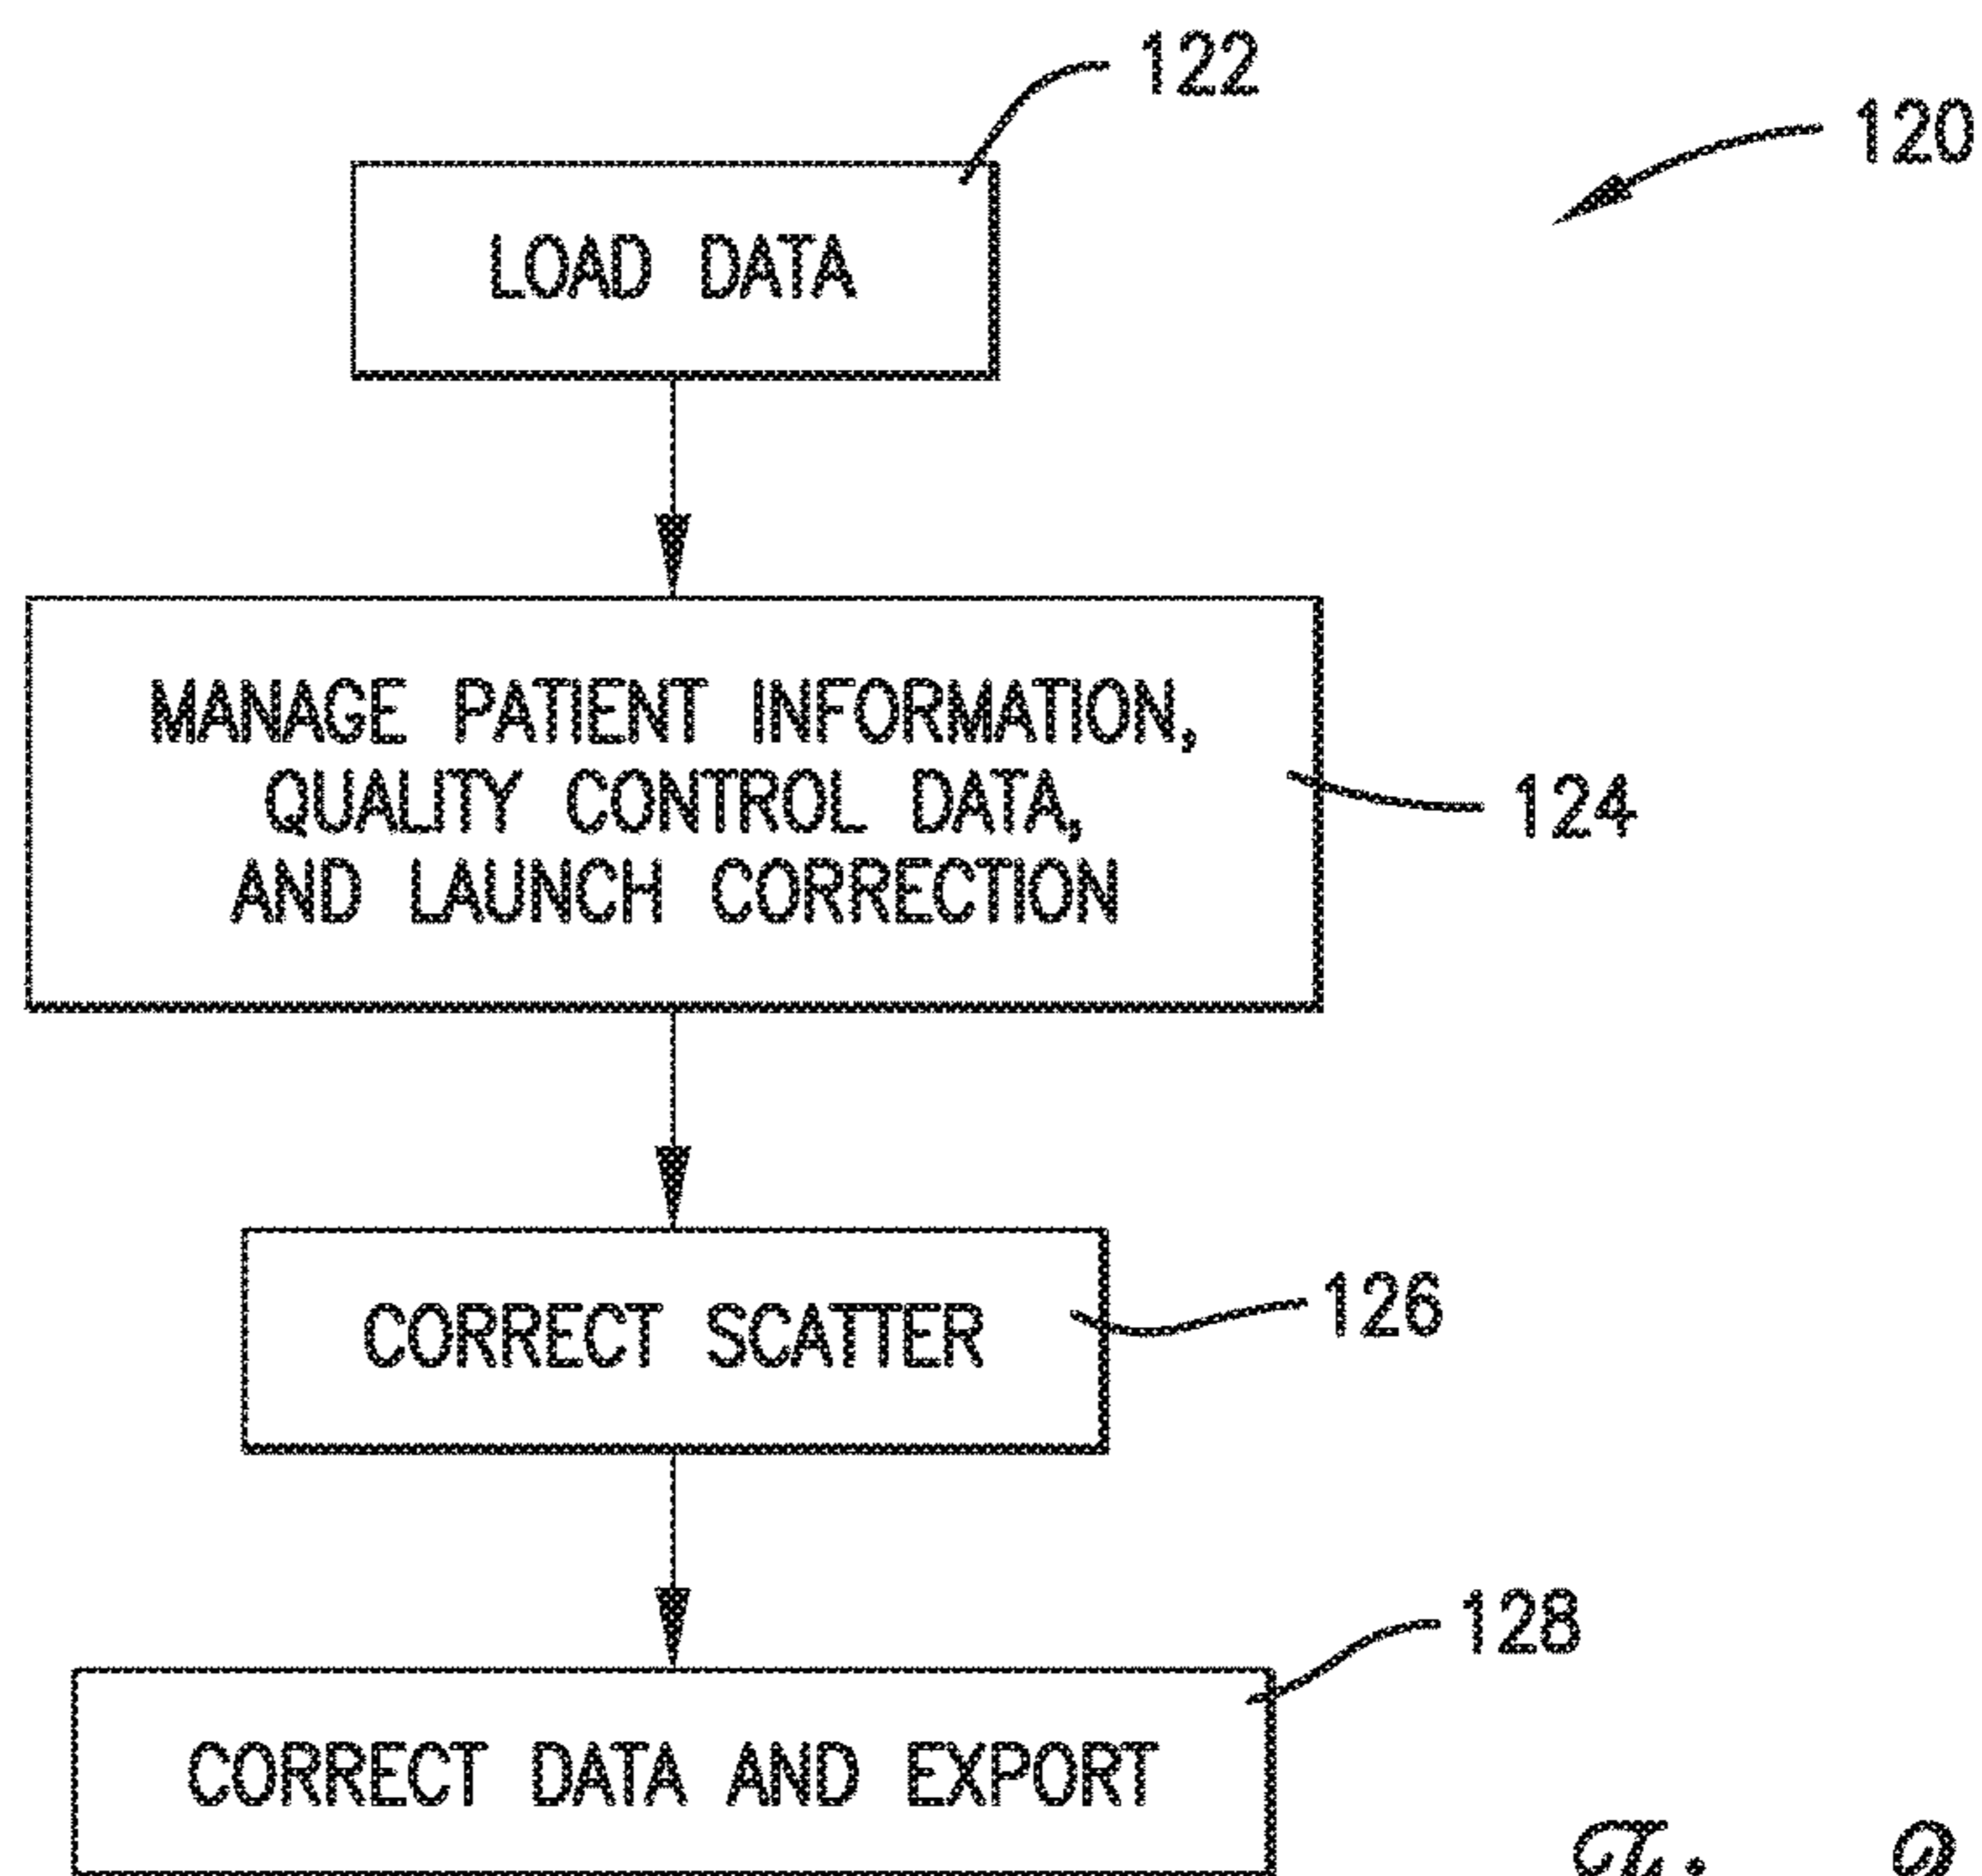 122
120
LOAD DATA
MANAGE PATIENT INFORMATION,
QUALITY CONTROL DATA,
AND LAUNCH CORRECTION
124
CORRECT SCATTER
126
128
CORRECT DATA AND EXPORT